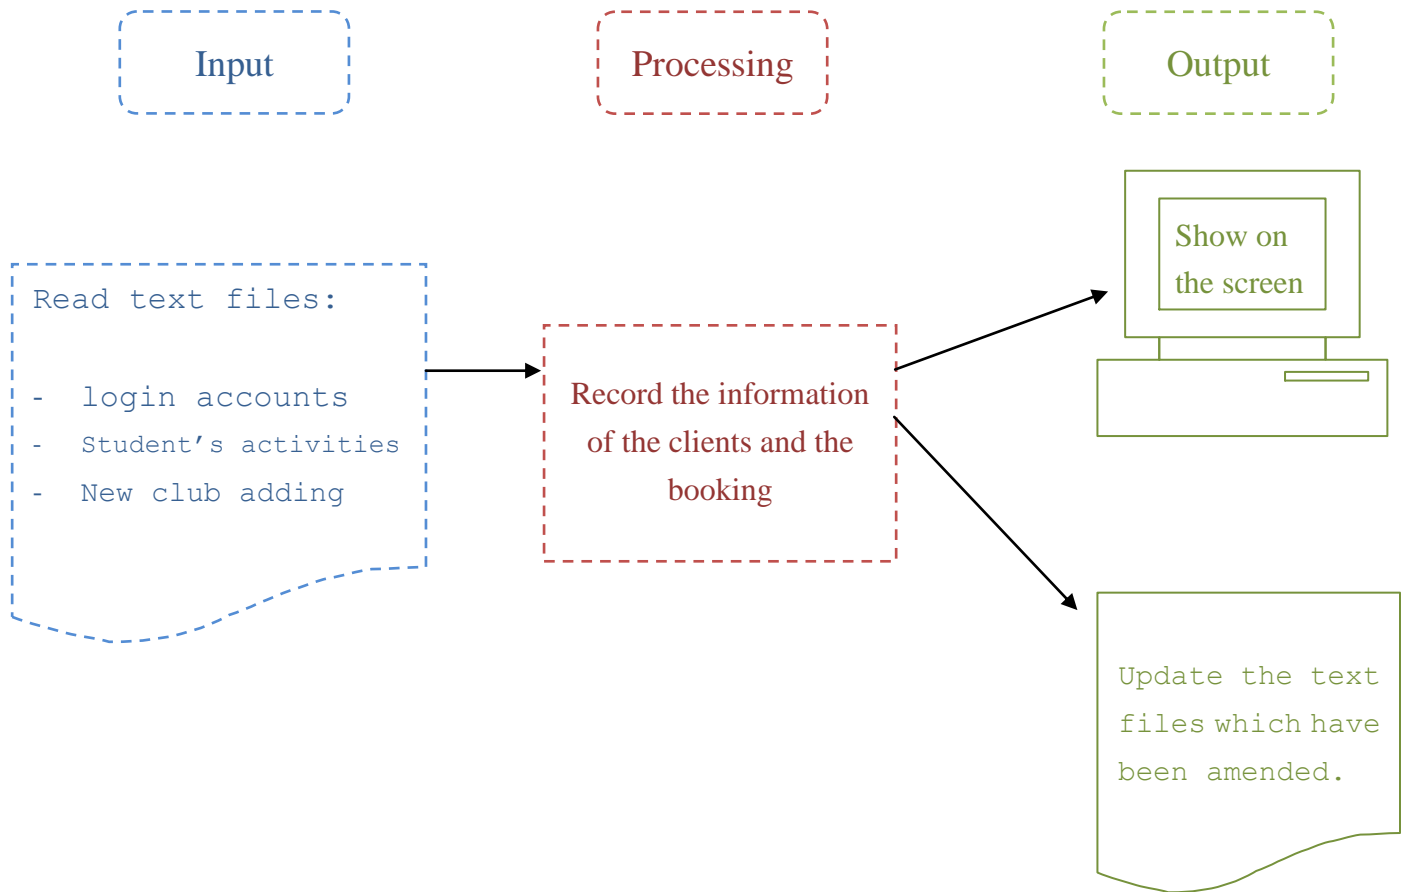 Input
Processing
Output
Read text files:
- login accounts
- Student’s activities
- New club adding
Record the information
of the clients and the
booking
Show on
the screen
Update the text
files which have
been amended.